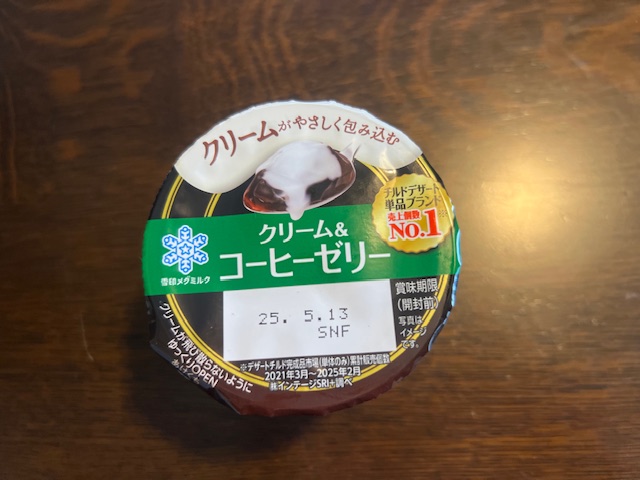 クリームがやさしく包み込む
チルドデザート
単品ブランド
売上個数
No.1
クリーム&
コーヒーゼリー
雪印メグミルク
賞味期限
(開封前)
25. 5.13
SNF
写真は
イメージ
です。
※デザートチルド完成品市場(単体のみ)累計販売個数
2021年3月~2025年2月
㈱インテージSRI+調べ
クリームが飛び散らないように
ゆっくりOPEN